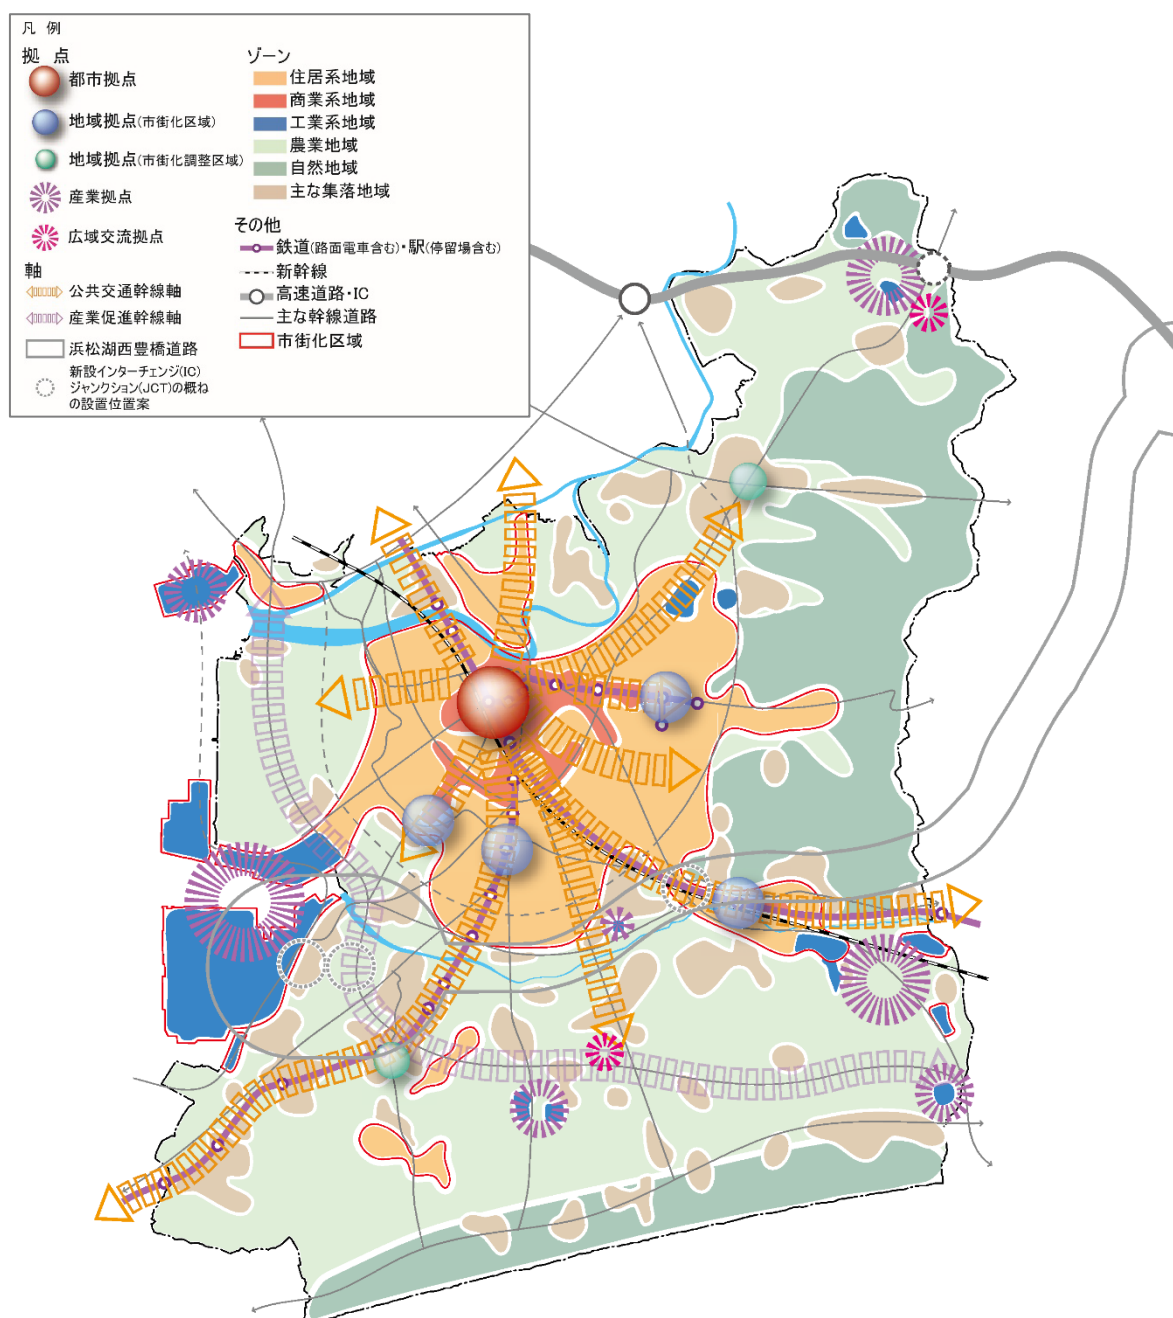 凡 例
拠 点
都市拠点
地域拠点(市街化区域)
地域拠点(市街化調整区域)
産業拠点
広域交流拠点
軸
公共交通幹線軸
産業促進幹線軸
浜松湖西豊橋道路
新設インターチェンジ(IC)
ジャンクション(JCT)の概ね
の設置位置案
ゾーン
住居系地域
商業系地域
工業系地域
農業地域
自然地域
主な集落地域
その他
鉄道(路面電車含む)・駅(停留場含む)
新幹線
高速道路・IC
主な幹線道路
市街化区域